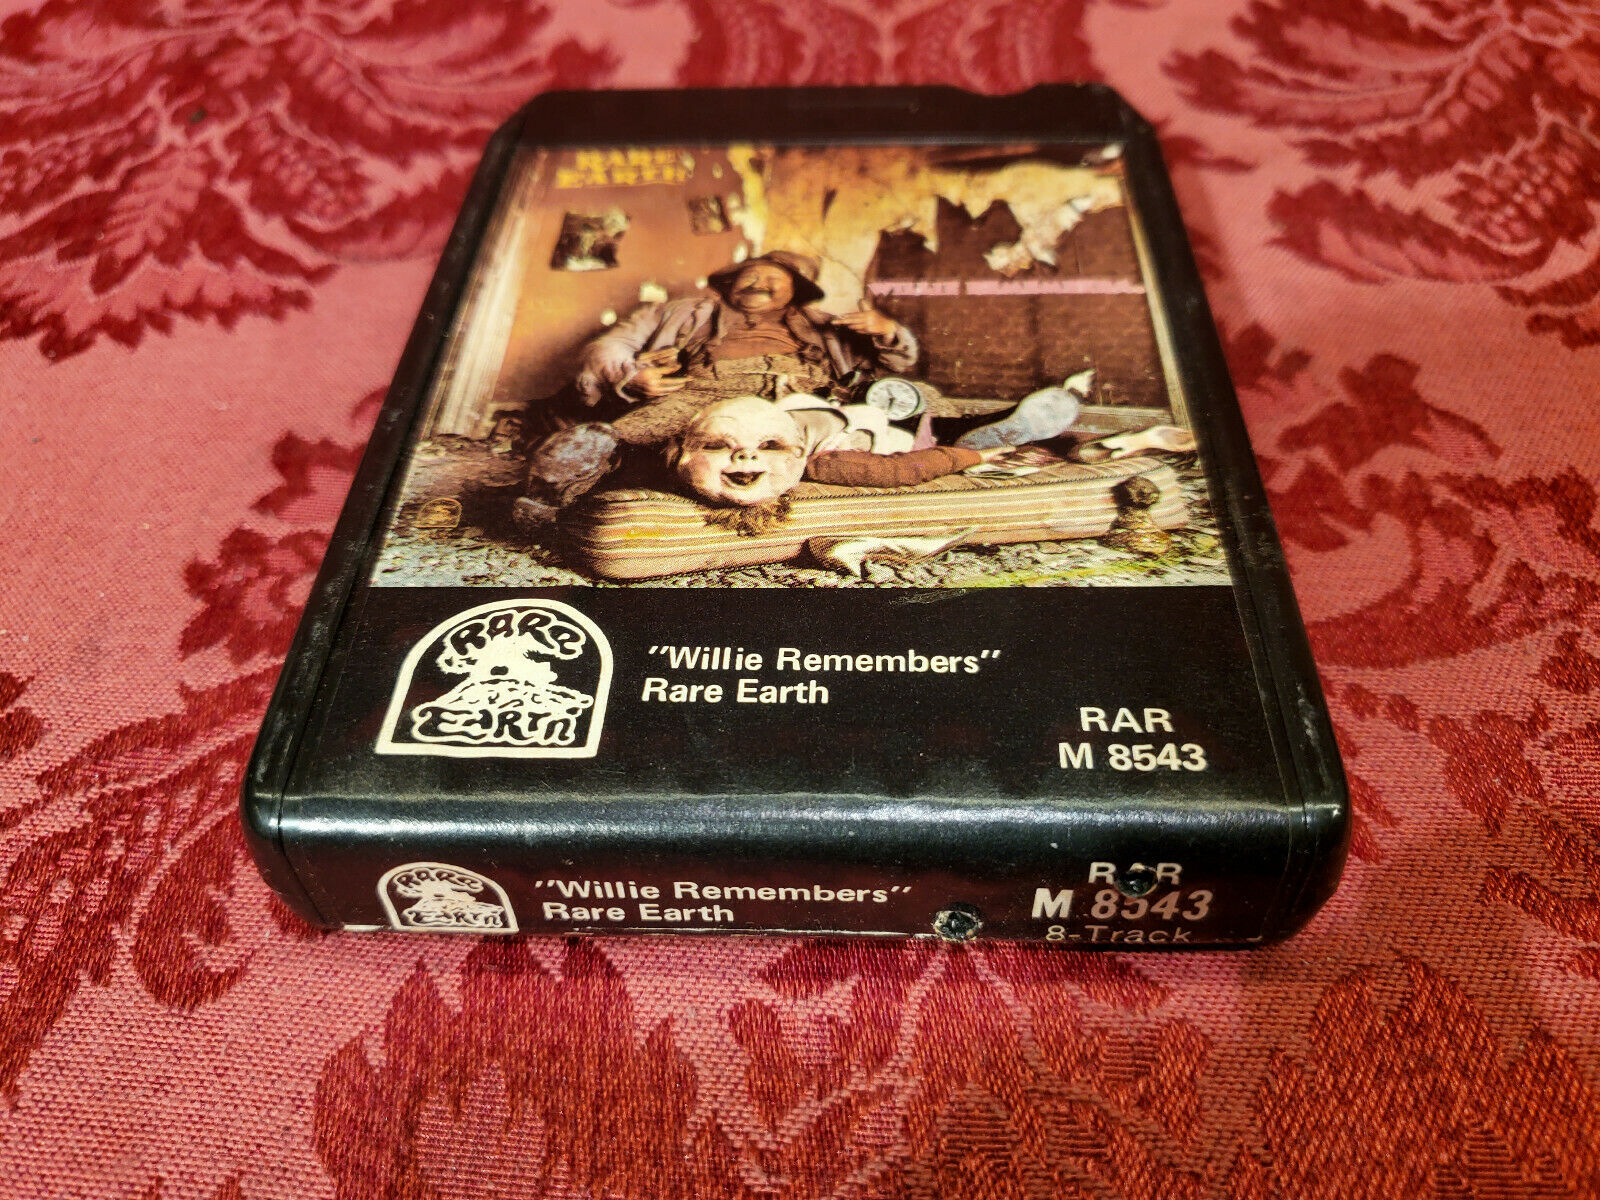 RARE
EARTH
WILLIE REMEMBERS
RARE
EARTH
"Willie Remembers"
Rare Earth
RAR
M 8543
RARE
EARTH
"Willie Remembers"
Rare Earth
RAR
M 8543
8-Track